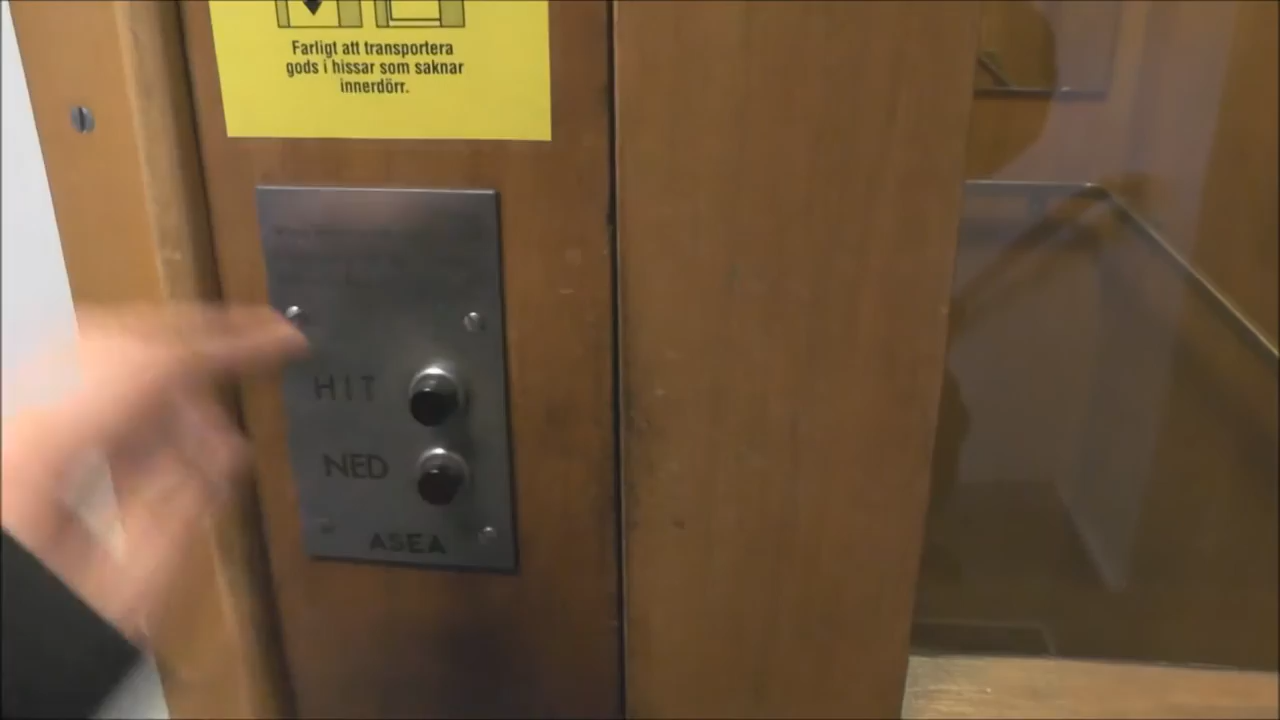 Farligt att transportera
gods i hissar som saknar
innerdörr.
HIT
NED
ASEA